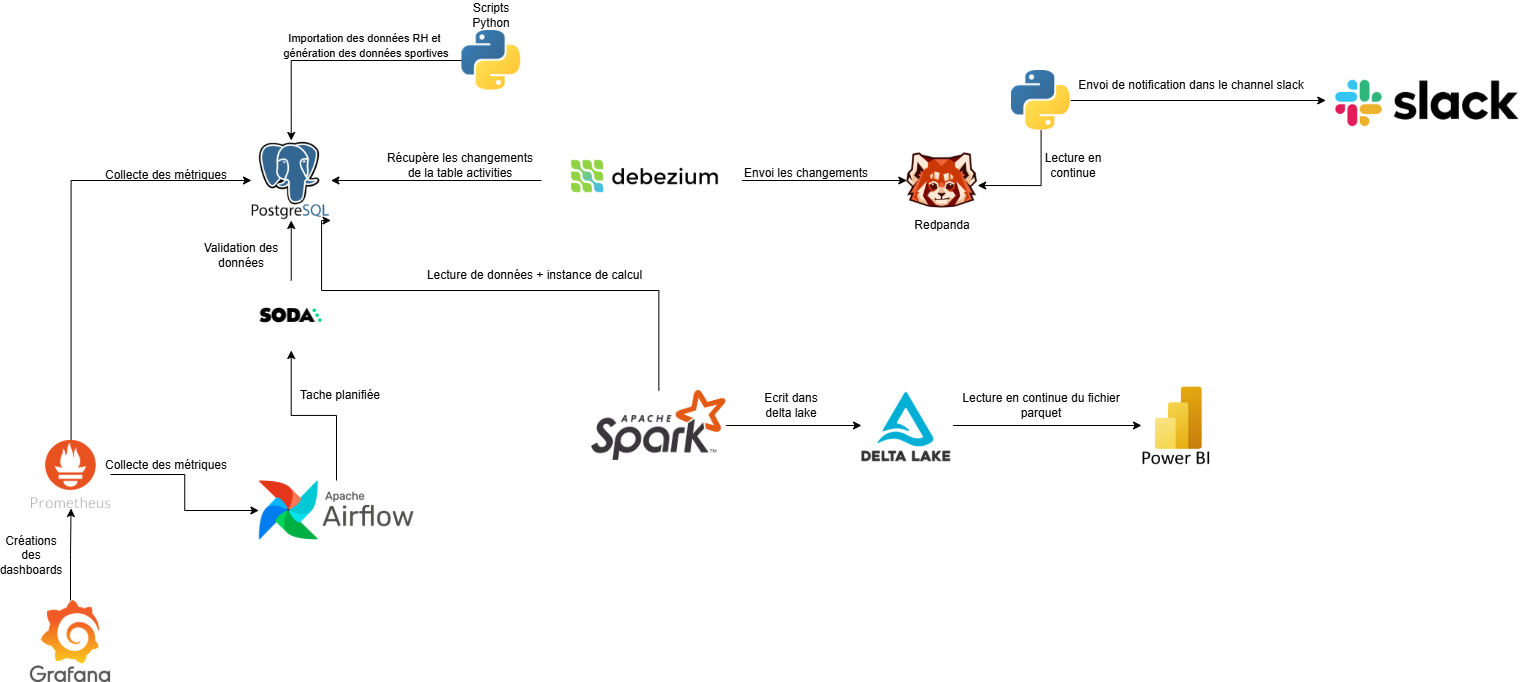 Scripts
Python
Importation des données RH et
génération des données sportives
Envoi de notification dans le channel slack
slack
Collecte des métriques
PostgreSQL
Récupère les changements
de la table activities
debezium
Envoi les changements
Lecture en
continue
Redpanda
Validation des
données
Lecture de données + instance de calcul
SODA
Tache planifiée
APACHE
Spark™
Ecrit dans
delta lake
DELTA LAKE
Lecture en continue du fichier
parquet
Power BI
Prometheus
Collecte des métriques
Apache
Airflow
Créations
des
dashboards
Grafana